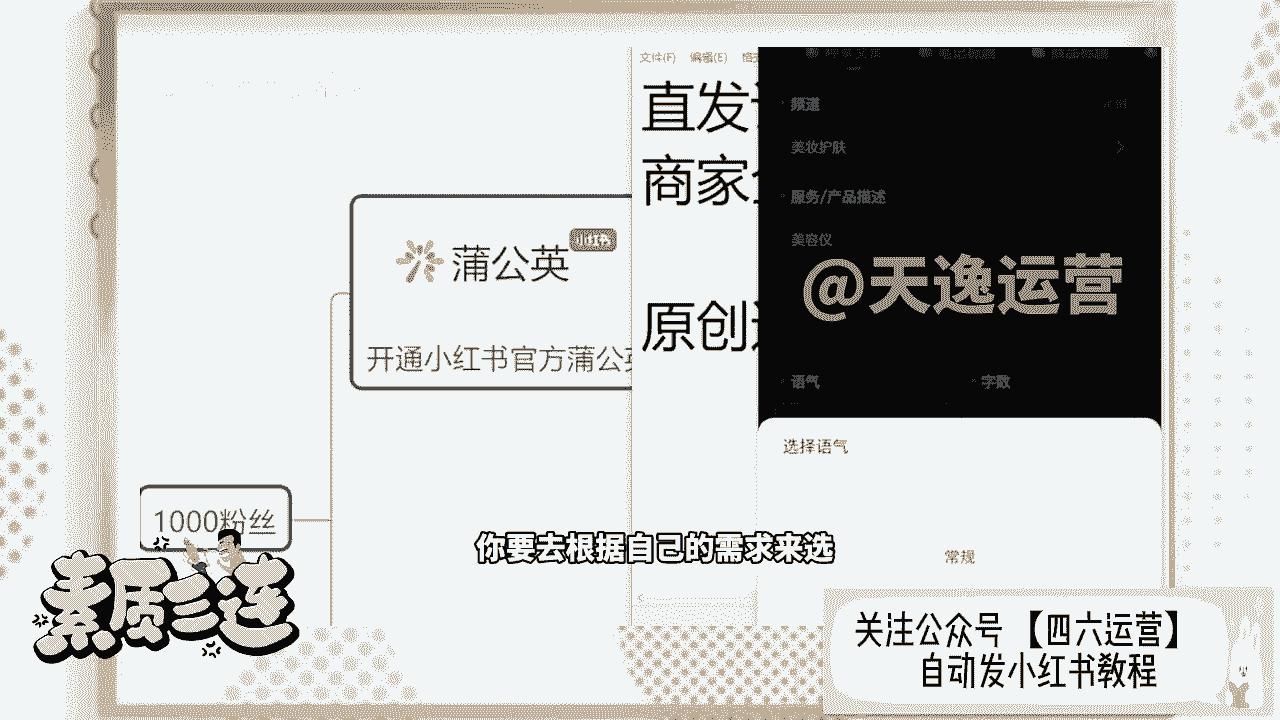 文件(F) 编辑(E)
直发
商家
原创
蒲公英
小红书
开通小红书官方蒲公
1000粉丝
频道
美妆护肤
服务/产品描述
美容仪
@天逸运营
语气
字数
选择语气
常规
你要去根据自己的需求来选
素质三连
关注公众号【四六运营】
自动发小红书教程